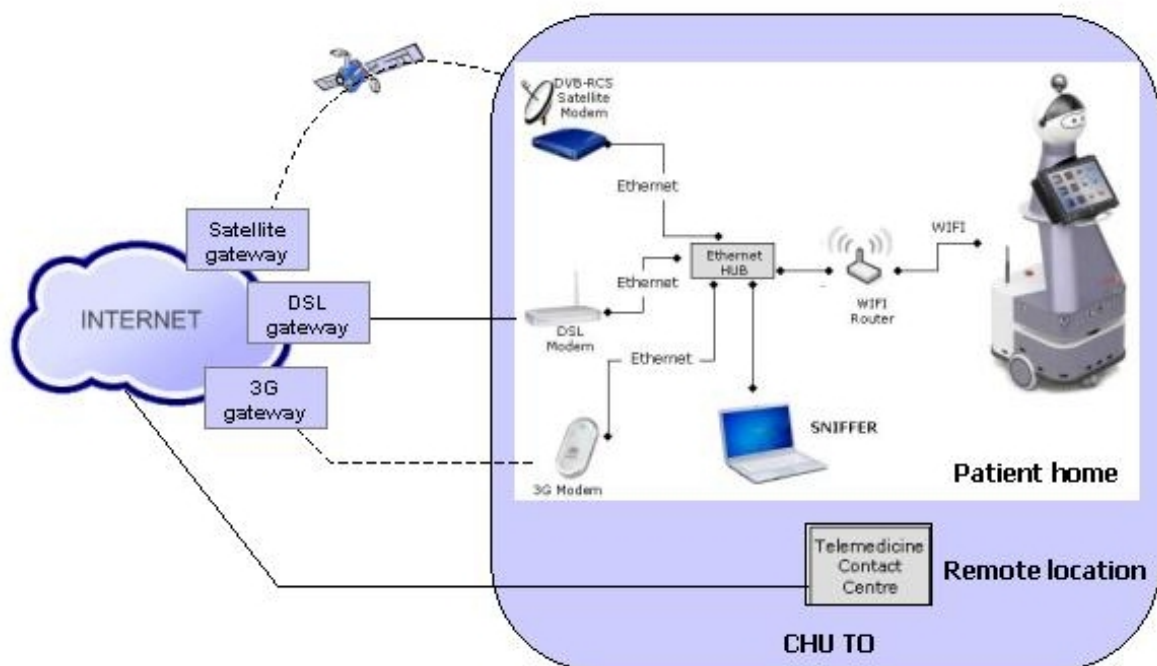 DVB-RCS
Satellite
Modem
Ethernet
Satellite
gateway
WIFI
Ethernet
HUB
Ethernet
INTERNET
DSL
gateway
WIFI
Router
DSL
Modem
Ethernet
3G
gateway
SNIFFER
3G Modem
Patient home
Telemedicine
Contact
Centre
Remote location
CHU TO